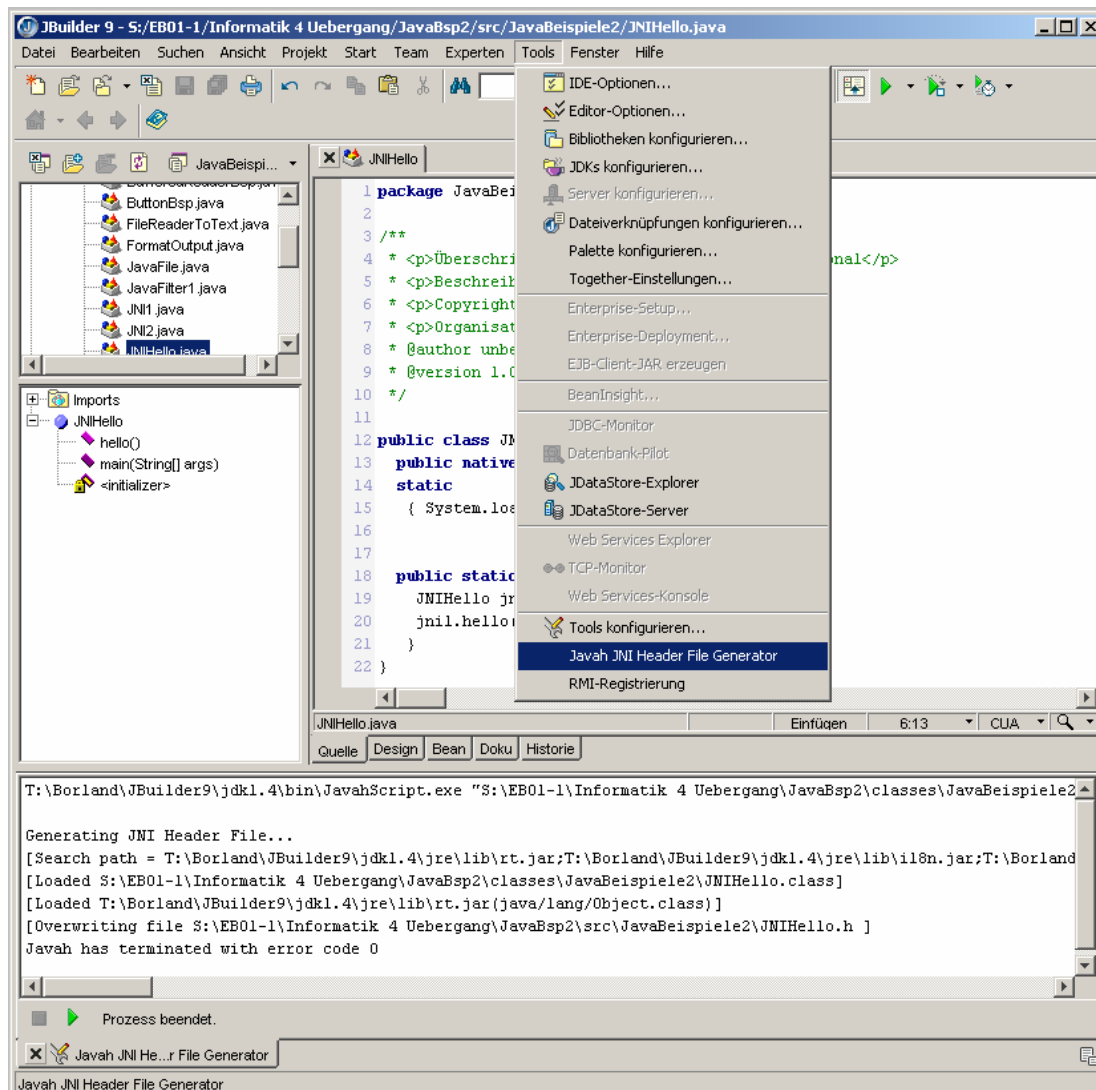 JBuilder 9 - S:/EB01-1/Informatik 4 Uebergang/JavaBsp2/src/JavaBeispiele2/JNIHello.java
Datei Bearbeiten Suchen Ansicht Projekt Start Team Experten Tools Fenster Hilfe
IDE-Optionen...
Editor-Optionen...
Bibliotheken konfigurieren...
JDKs konfigurieren...
Server konfigurieren...
Dateiverknüpfungen konfigurieren...
Palette konfigurieren...
Together-Einstellungen...
Enterprise-Setup...
Enterprise-Deployment...
EJB-Client-JAR erzeugen
BeanInsight...
JDBC-Monitor
Datenbank-Pilot
JDataStore-Explorer
JDataStore-Server
Web Services Explorer
TCP-Monitor
Web Services-Konsole
Tools konfigurieren...
Javah JNI Header File Generator
RMI-Registrierung
JavaBeispi...
ButtonBsp.java
FileReaderToText.java
FormatOutput.java
JavaFile.java
JavaFilter1.java
JNI1.java
JNI2.java
JNIHello.java
Imports
JNIHello
hello()
main(String[] args)
<initializer>
JNIHello
1 package JavaBei
2
3 /**
4 * <p>Überschri nal</p>
5 * <p>Beschreib
6 * <p>Copyright
7 * <p>Organisat
8 * @author unbe
9 * @version 1.0
10 */
11
12 public class JN
13 public native
14 static
15 { System.loa
16
17
18 public static
19 JNIHello jn
20 jnil.hello(
21 }
22 }
JNIHello.java Einfügen 6:13 CUA
Quelle Design Bean Doku Historie
T:\Borland\JBuilder9\jdk1.4\bin\JavahScript.exe "S:\EB01-1\Informatik 4 Uebergang\JavaBsp2\classes\JavaBeispiele2
Generating JNI Header File...
[Search path = T:\Borland\JBuilder9\jdk1.4\jre\lib\rt.jar;T:\Borland\JBuilder9\jdk1.4\jre\lib\i18n.jar;T:\Borland
[Loaded S:\EB01-1\Informatik 4 Uebergang\JavaBsp2\classes\JavaBeispiele2\JNIHello.class]
[Loaded T:\Borland\JBuilder9\jdk1.4\jre\lib\rt.jar(java/lang/Object.class)]
[Overwriting file S:\EB01-1\Informatik 4 Uebergang\JavaBsp2\src\JavaBeispiele2\JNIHello.h ]
Javah has terminated with error code 0
Prozess beendet.
Javah JNI He...r File Generator
Javah JNI Header File Generator